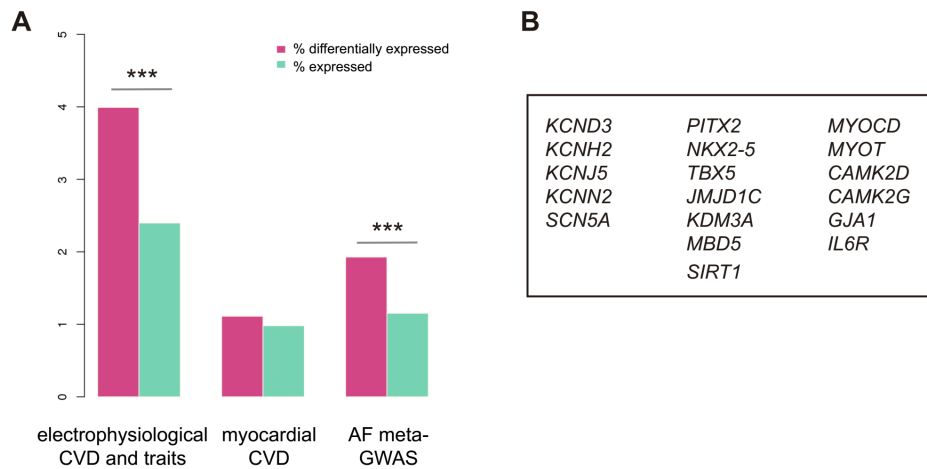 A
5
4
3
2
1
0
% differentially expressed
% expressed
***
***
electrophysiological
CVD and traits
myocardial
CVD
AF meta-
GWAS
B
KCND3 PITX2 MYOCD
KCNH2 NKX2-5 MYOT
KCNJ5 TBX5 CAMK2D
KCNN2 JMJD1C CAMK2G
SCN5A KDM3A GJA1
MBD5 IL6R
SIRT1